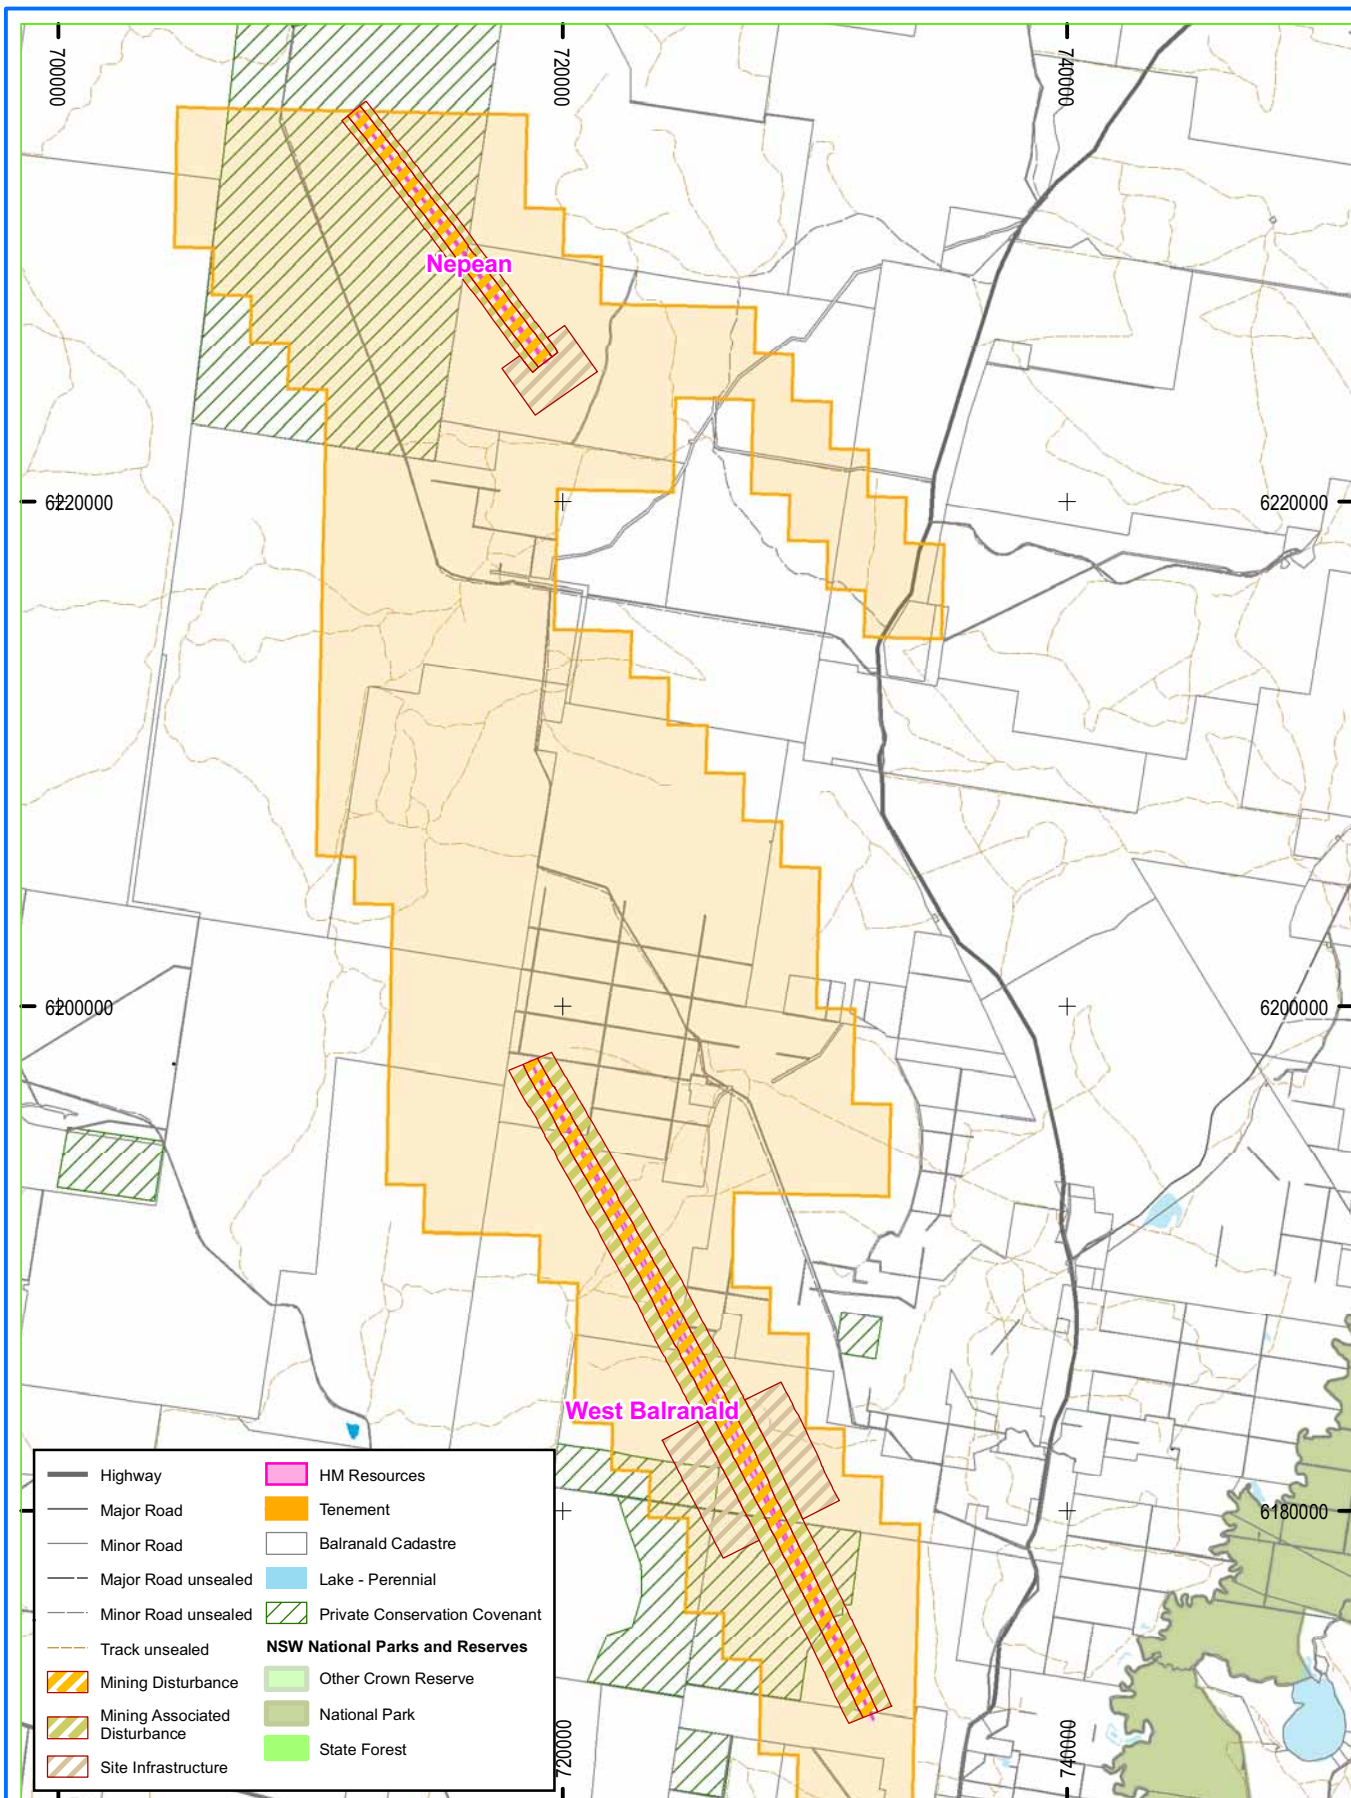 700000
720000
740000
Nepean
6220000
6220000
6200000
6200000
West Balranald
6180000
Highway
Major Road
Minor Road
Major Road unsealed
Minor Road unsealed
Track unsealed
Mining Disturbance
Mining Associated
Disturbance
Site Infrastructure
HM Resources
Tenement
Balranald Cadastre
Lake - Perennial
Private Conservation Covenant
NSW National Parks and Reserves
Other Crown Reserve
National Park
State Forest
720000
740000